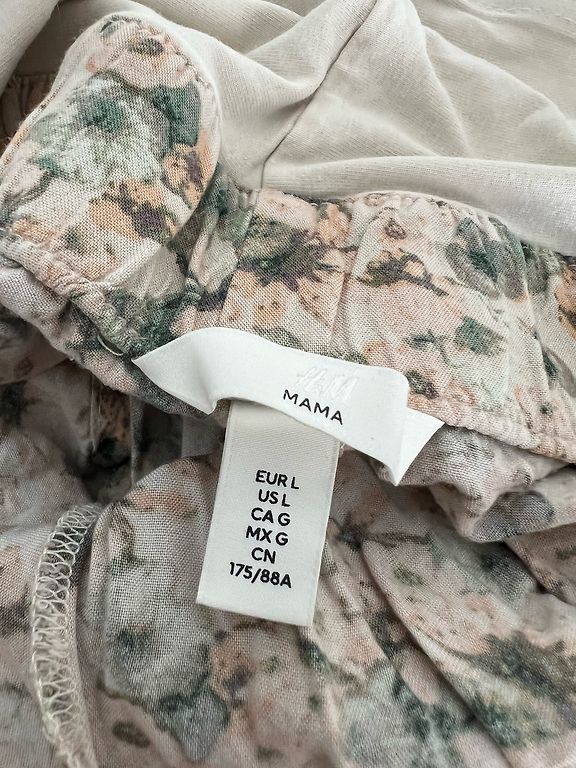 H&M
MAMA
EUR L
US L
CA G
MX G
CN
175/88A